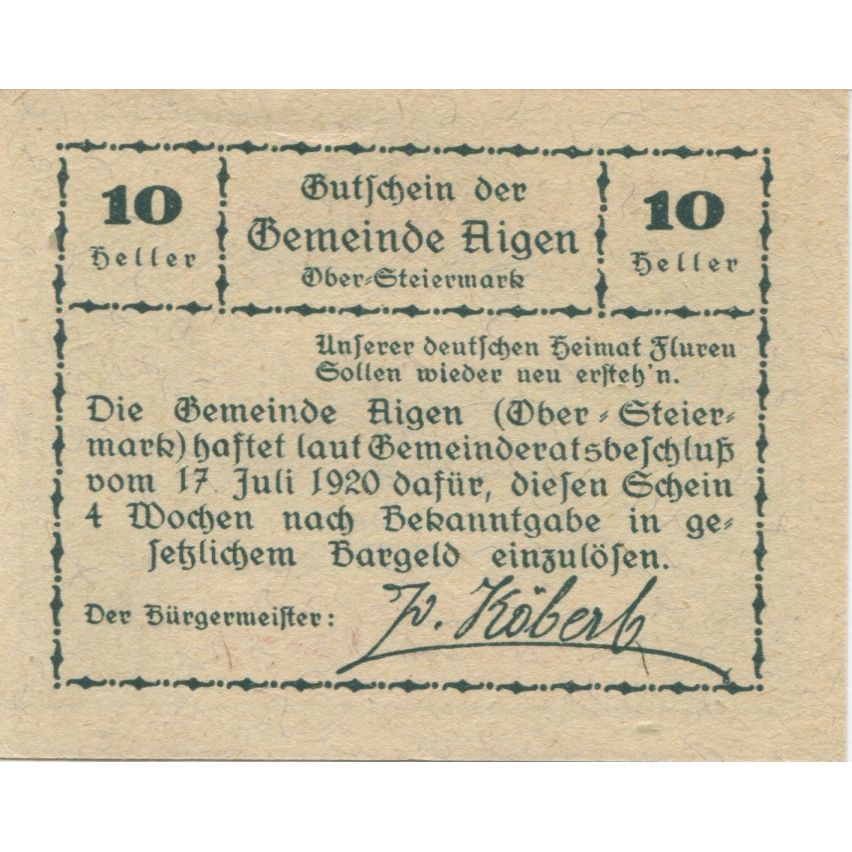 10
Heller
Gutschein der
Gemeinde Aigen
Ober-Steiermark
10
Heller
Unserer deutschen Heimat Fluren
Sollen wieder neu ersteh'n.
Die Gemeinde Aigen (Ober-Steier-
mark) haftet laut Gemeinderatsbeschluß
vom 17. Juli 1920 dafür, diesen Schein
4 Wochen nach Bekanntgabe in ge-
setzlichem Bargeld einzulösen.
Der Bürgermeister: Köberl